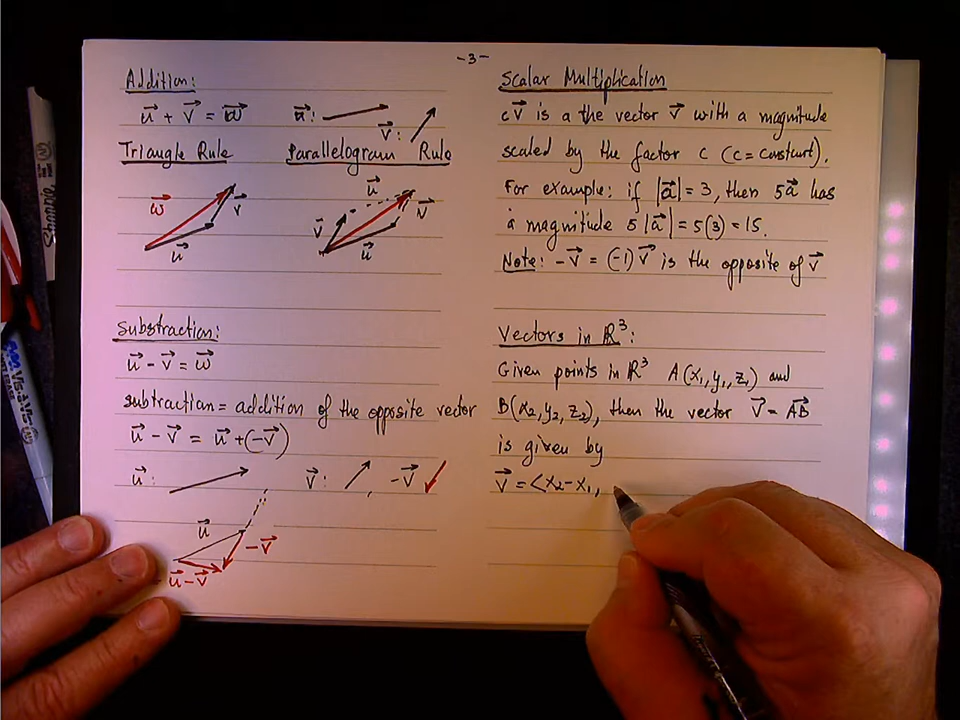 -3-
Addition:
u⃗ + v⃗ = w⃗
u⃗:
v⃗:
Triangle Rule
Parallelogram Rule
w⃗
v⃗
u⃗
u⃗
v⃗
v⃗
u⃗
Substraction:
u⃗ - v⃗ = w⃗
subtraction = addition of the opposite vector
u⃗ - v⃗ = u⃗ + (-v⃗)
u⃗:
v⃗: , -v⃗
u⃗
-v⃗
u⃗-v⃗
Scalar Multiplication
cv⃗ is a the vector v⃗ with a magnitude
scaled by the factor c (c = constant).
For example: if |a⃗| = 3, then 5a⃗ has
a magnitude 5|a⃗| = 5(3) = 15.
Note: -v⃗ = (-1)v⃗ is the opposite of v⃗
Vectors in ℝ³:
Given points in ℝ³ A(x₁, y₁, z₁) and
B(x₂, y₂, z₂), then the vector v⃗ = AB⃗
is given by
v⃗ = <x₂ - x₁,
Sharpie
VIS-À-VIS